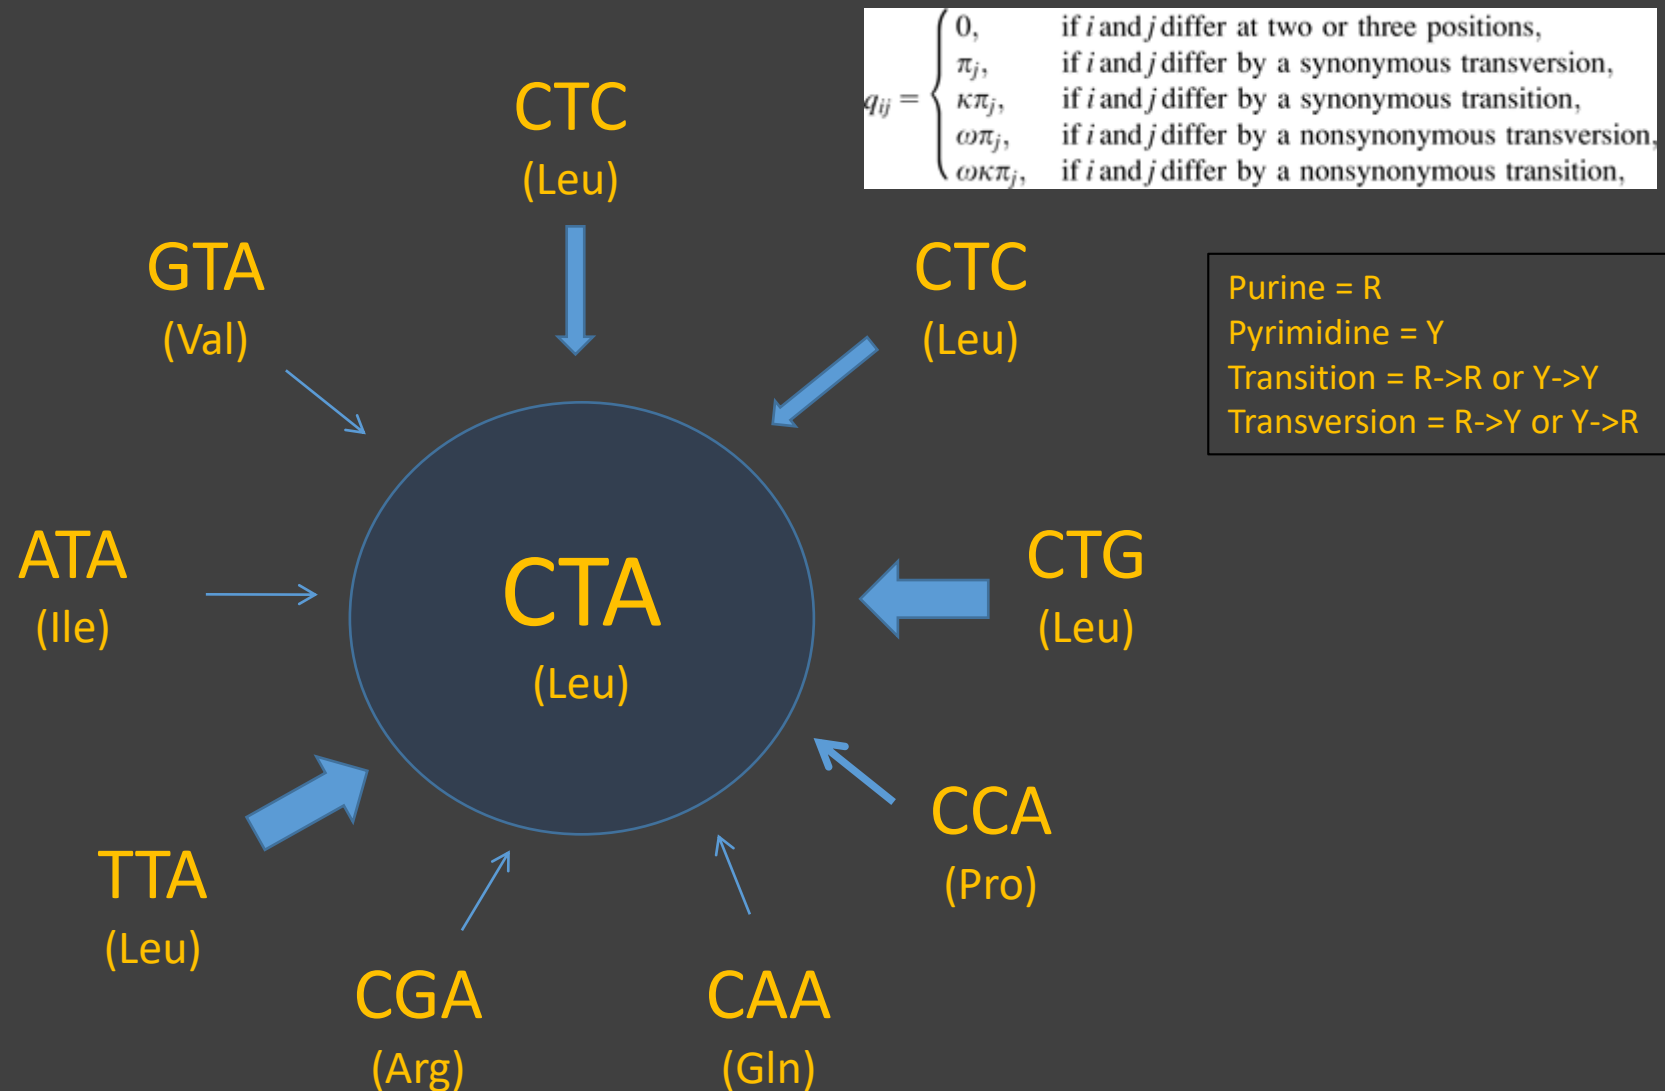 q_{ij} =
0, if i and j differ at two or three positions,
π_j, if i and j differ by a synonymous transversion,
κπ_j, if i and j differ by a synonymous transition,
ωπ_j, if i and j differ by a nonsynonymous transversion,
ωκπ_j, if i and j differ by a nonsynonymous transition,
CTC
(Leu)
GTA
(Val)
CTC
(Leu)
Purine = R
Pyrimidine = Y
Transition = R->R or Y->Y
Transversion = R->Y or Y->R
ATA
(Ile)
CTA
(Leu)
CTG
(Leu)
TTA
(Leu)
CCA
(Pro)
CGA
(Arg)
CAA
(Gln)